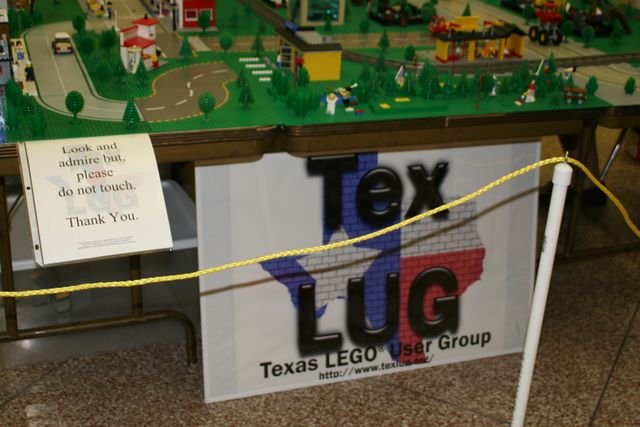 Look and
admire but,
please
do not touch.
Thank You.
Tex
LUG
Texas LEGO® User Group
http://www.texlug.org/